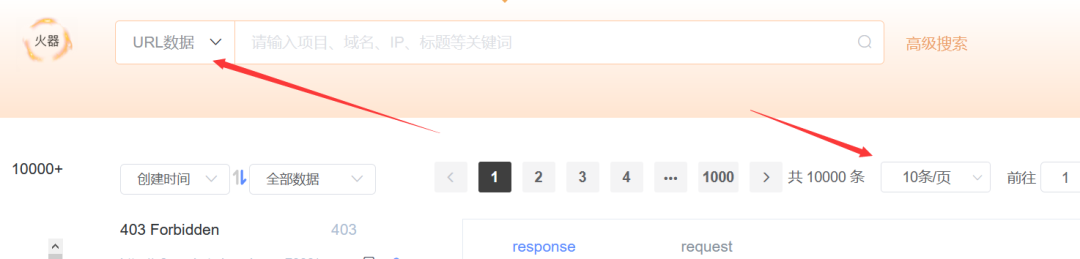 火器 URL数据 请输入项目、域名、IP、标题等关键词 高级搜索
10000+ 创建时间 全部数据 1 2 3 4 ... 1000 共 10000 条 10条/页 前往 1
403 Forbidden 403
response request